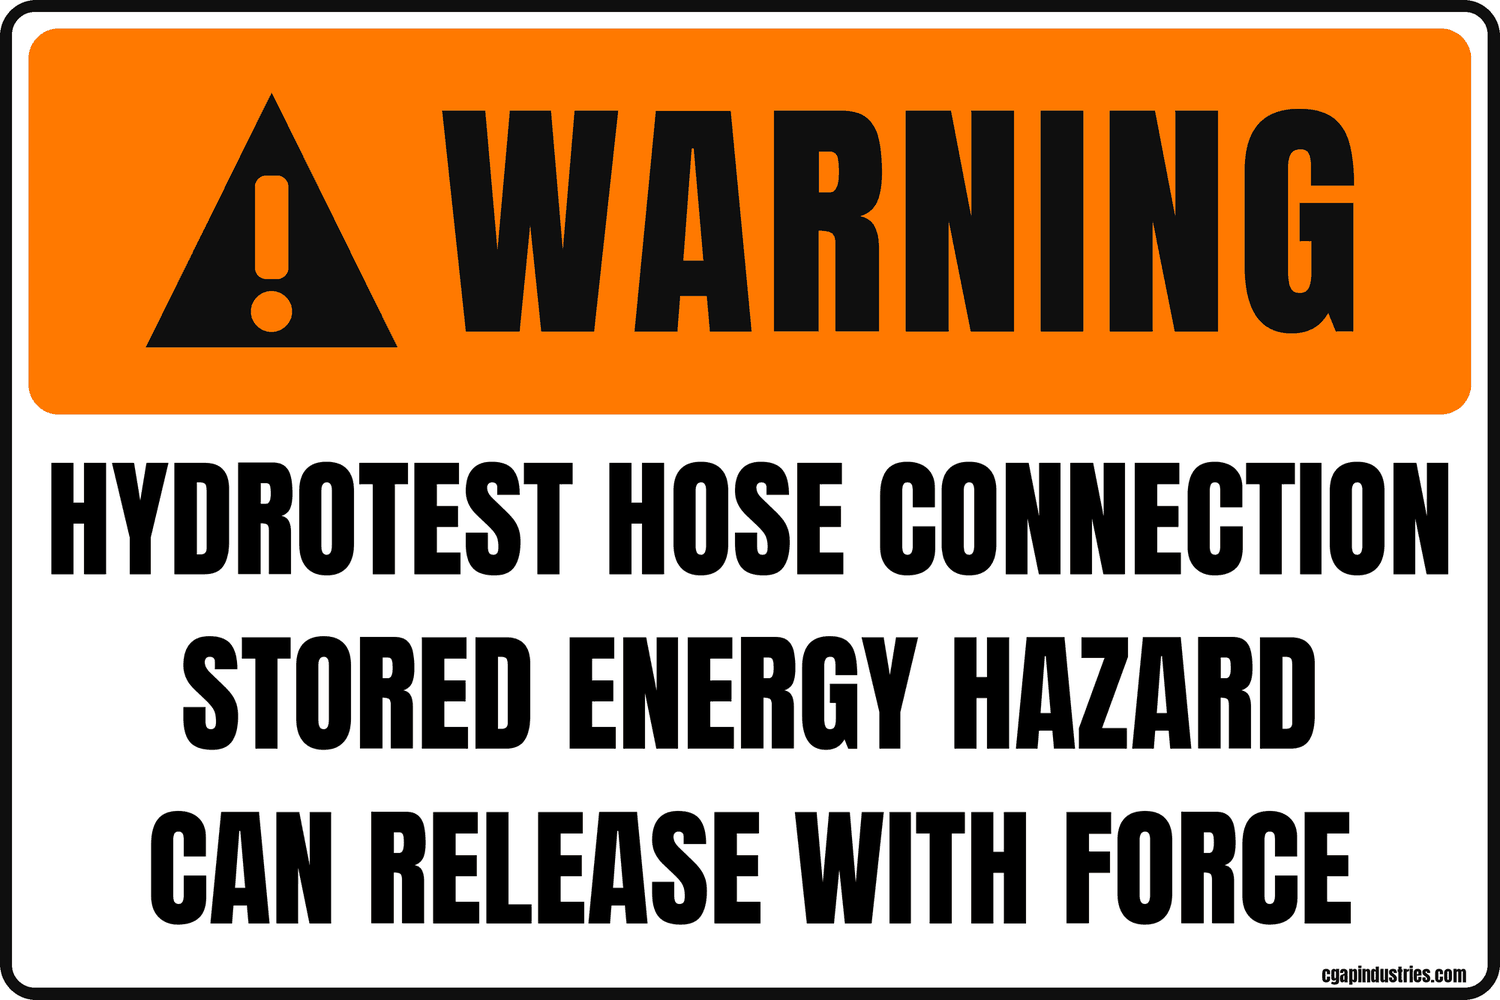 WARNING
HYDROTEST HOSE CONNECTION
STORED ENERGY HAZARD
CAN RELEASE WITH FORCE
cgapindustries.com